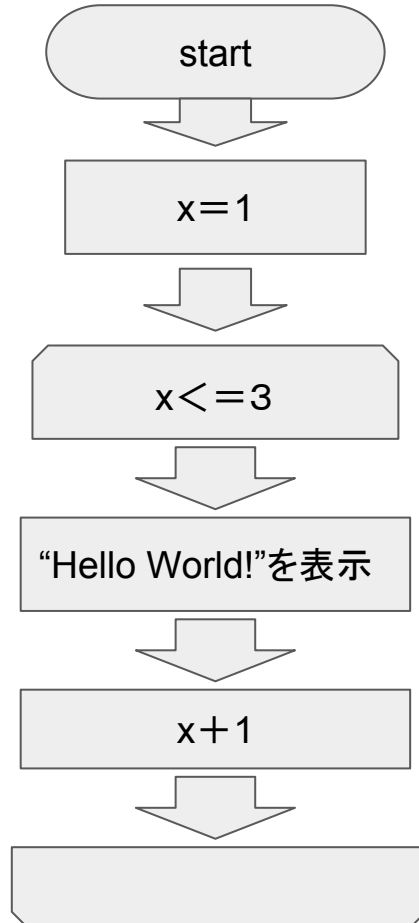 start
x＝1
x＜＝3
“Hello World!”を表示
x＋1